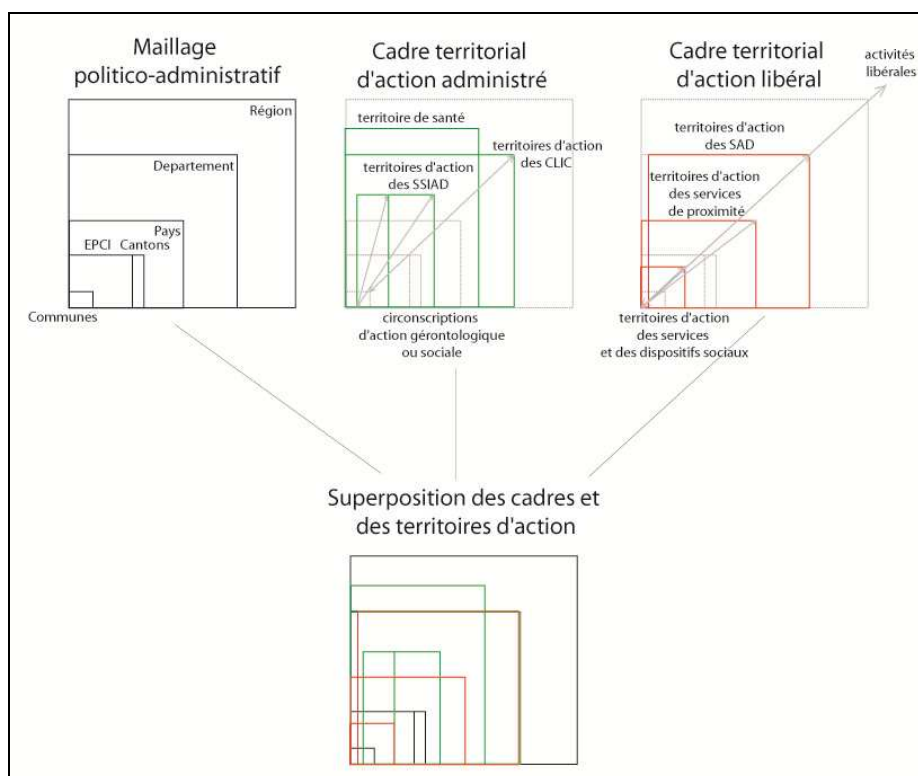 Maillage
politico-administratif
Région
Departement
Pays
EPCI Cantons
Communes
Cadre territorial
d'action administré
territoire de santé
territoires d'action
des CLIC
territoires d'action
des SSIAD
circonscriptions
d'action gérontologique
ou sociale
Cadre territorial
d'action libéral
activités
libérales
territoires d'action
des SAD
territoires d'action
des services
de proximité
territoires d'action
des services
et des dispositifs sociaux
Superposition des cadres et
des territoires d'action